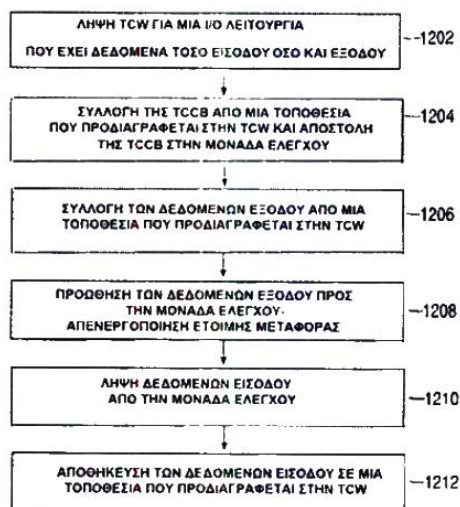 ΛΗΨΗ TCW ΓΙΑ ΜΙΑ Ι/Ο ΛΕΙΤΟΥΡΓΙΑ
ΠΟΥ ΕΧΕΙ ΔΕΔΟΜΕΝΑ ΤΟΣΟ ΕΙΣΟΔΟΥ ΟΣΟ ΚΑΙ ΕΞΟΔΟΥ
1202
ΣΥΛΛΟΓΗ ΤΗΣ TCCB ΑΠΟ ΜΙΑ ΤΟΠΟΘΕΣΙΑ
ΠΟΥ ΠΡΟΔΙΑΓΡΑΦΕΤΑΙ ΣΤΗΝ TCW ΚΑΙ ΑΠΟΣΤΟΛΗ
ΤΗΣ TCCB ΣΤΗΝ ΜΟΝΑΔΑ ΕΛΕΓΧΟΥ
1204
ΣΥΛΛΟΓΗ ΤΩΝ ΔΕΔΟΜΕΝΩΝ ΕΞΟΔΟΥ ΑΠΟ ΜΙΑ
ΤΟΠΟΘΕΣΙΑ ΠΟΥ ΠΡΟΔΙΑΓΡΑΦΕΤΑΙ ΣΤΗΝ TCW
1206
ΠΡΟΩΘΗΣΗ ΤΩΝ ΔΕΔΟΜΕΝΩΝ ΕΞΟΔΟΥ ΠΡΟΣ
ΤΗΝ ΜΟΝΑΔΑ ΕΛΕΓΧΟΥ·
ΑΠΕΝΕΡΓΟΠΟΙΗΣΗ ΕΤΟΙΜΗΣ ΜΕΤΑΦΟΡΑΣ
1208
ΛΗΨΗ ΔΕΔΟΜΕΝΩΝ ΕΙΣΟΔΟΥ
ΑΠΟ ΤΗΝ ΜΟΝΑΔΑ ΕΛΕΓΧΟΥ
1210
ΑΠΟΘΗΚΕΥΣΗ ΤΩΝ ΔΕΔΟΜΕΝΩΝ ΕΙΣΟΔΟΥ ΣΕ ΜΙΑ
ΤΟΠΟΘΕΣΙΑ ΠΟΥ ΠΡΟΔΙΑΓΡΑΦΕΤΑΙ ΣΤΗΝ TCW
1212